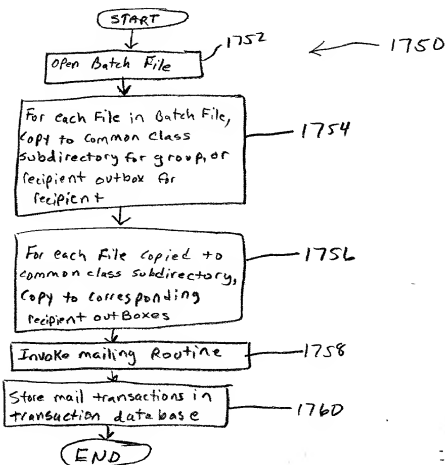 START
1752
1750
Open Batch File
For each File in Batch File,
copy to common class
subdirectory for group, or
recipient outbox for
recipient
1754
For each File copied to
common class subdirectory,
copy to corresponding
recipient outBoxes
1756
Invoke mailing Routine
1758
Store mail transactions in
transaction database
1760
END